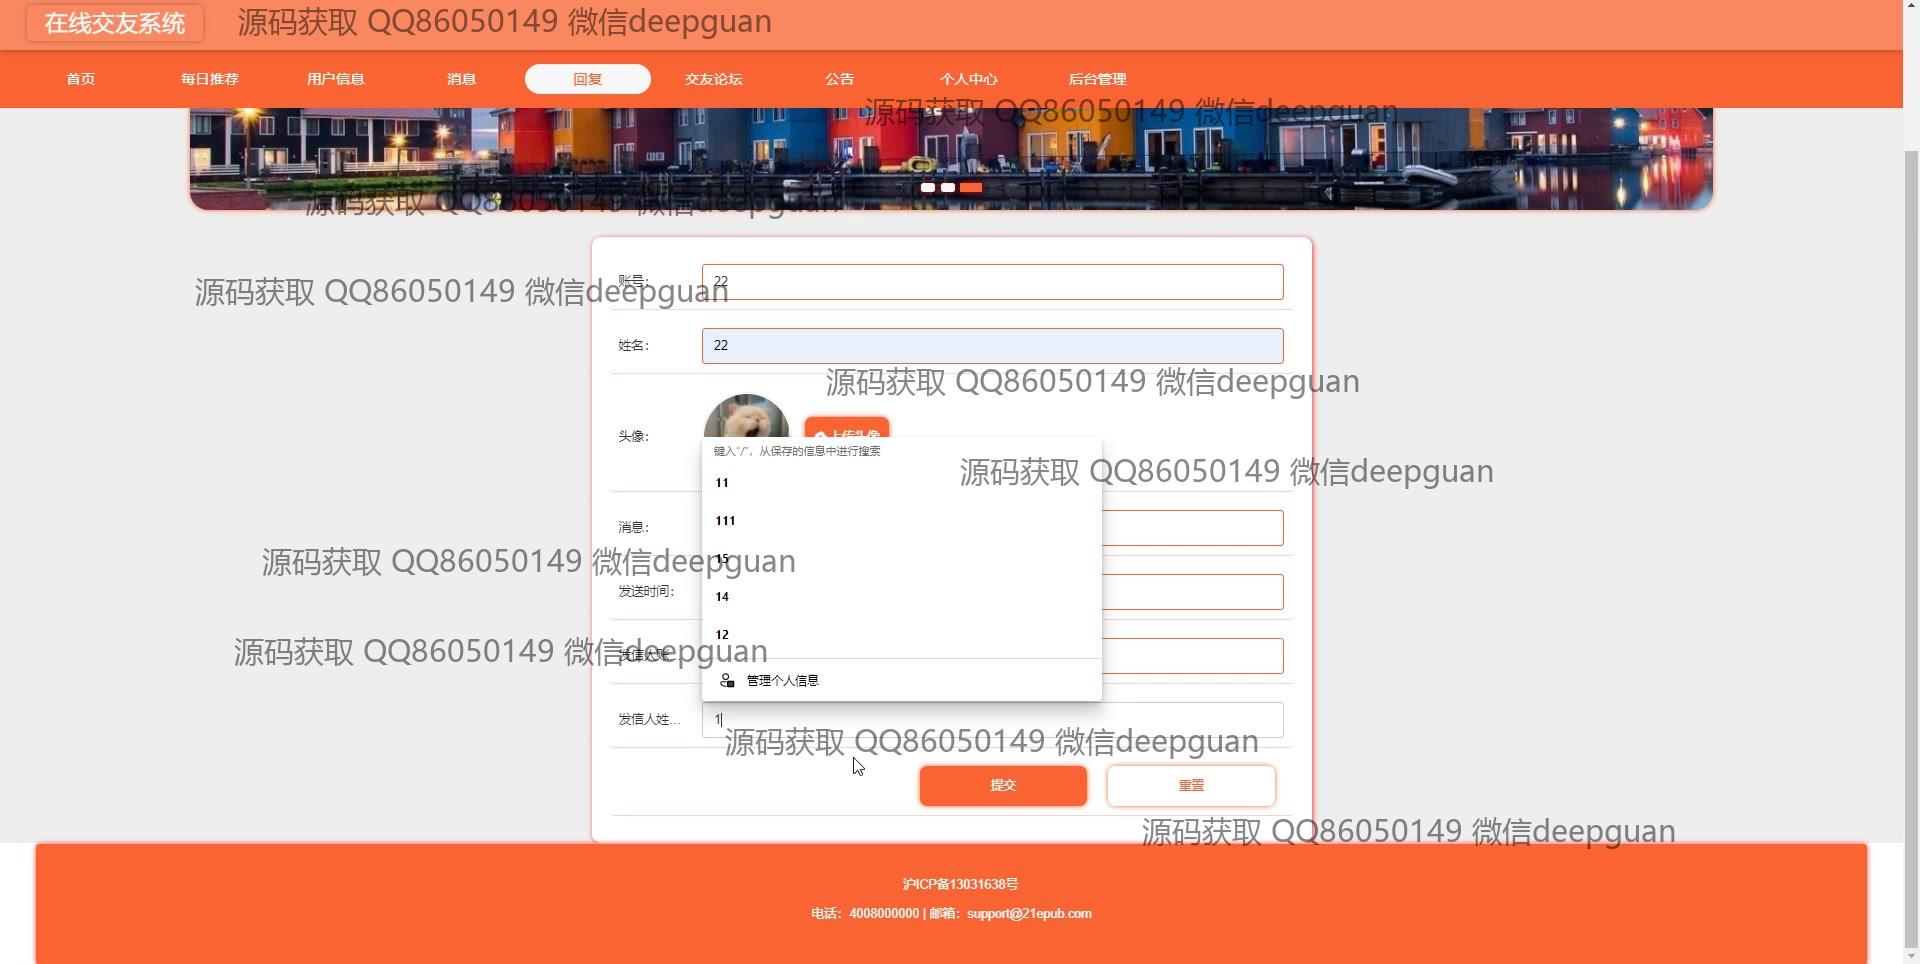 在线交友系统
源码获取 QQ86050149 微信deepguan
首页 每日推荐 用户信息 消息 回复 交友论坛 公告 个人中心 后台管理
源码获取 QQ86050149 微信deepguan
源码获取 QQ86050149 微信deepguan
账号： 22
源码获取 QQ86050149 微信deepguan
姓名： 22
源码获取 QQ86050149 微信deepguan
头像： 上传头像
键入"/"，从保存的信息中进行搜索
源码获取 QQ86050149 微信deepguan
11
111
消息：
15
源码获取 QQ86050149 微信deepguan
发送时间：
14
12
发信人账...
源码获取 QQ86050149 微信deepguan
管理个人信息
发信人姓... 1
源码获取 QQ86050149 微信deepguan
提交 重置
源码获取 QQ86050149 微信deepguan
沪ICP备13031638号
电话：4008000000 | 邮箱：support@21epub.com